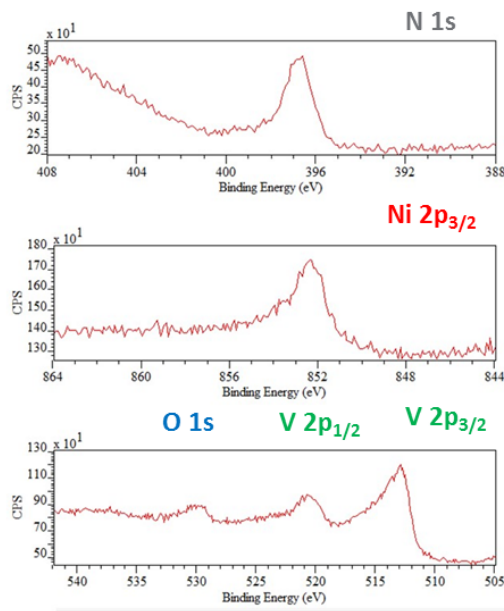 N 1s
x 10¹
50
45
40
35
30
25
20
CPS
408 404 400 396 392 388
Binding Energy (eV)
Ni 2p₃/₂
x 10¹
180
170
160
150
140
130
CPS
864 860 856 852 848 844
Binding Energy (eV)
O 1s V 2p₁/₂ V 2p₃/₂
x 10¹
130
110
90
70
50
CPS
540 535 530 525 520 515 510 505
Binding Energy (eV)